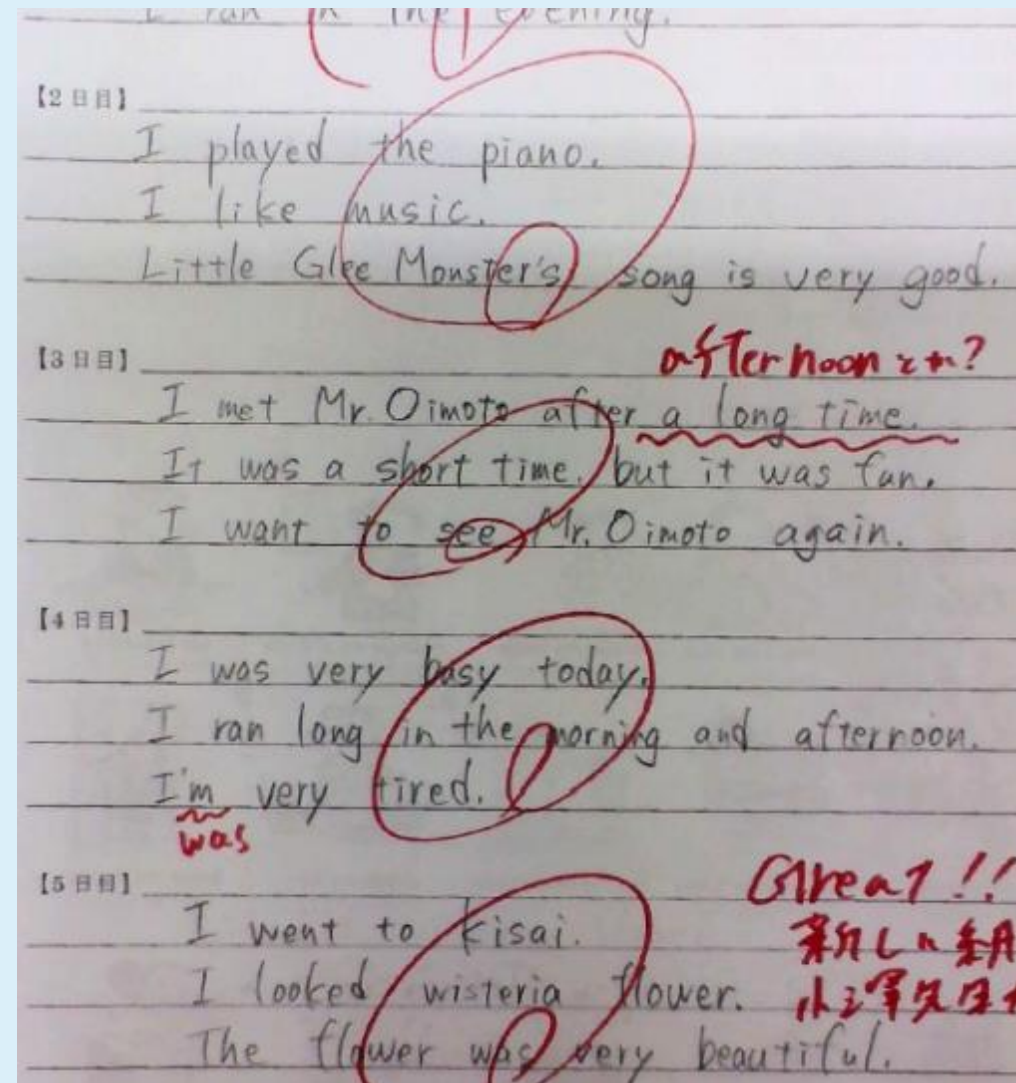 I ran in the evening.
【2日目】
I played the piano.
I like music.
Little Glee Monster's song is very good.
【3日目】
afternoon とか?
I met Mr. Oimoto after a long time.
It was a short time, but it was fun.
I want to see Mr. Oimoto again.
【4日目】
I was very busy today.
I ran long in the morning and afternoon.
I'm very tired.
was
【5日目】
Great!!
I went to kisai.
新しい
I looked wisteria flower.
The flower was very beautiful.